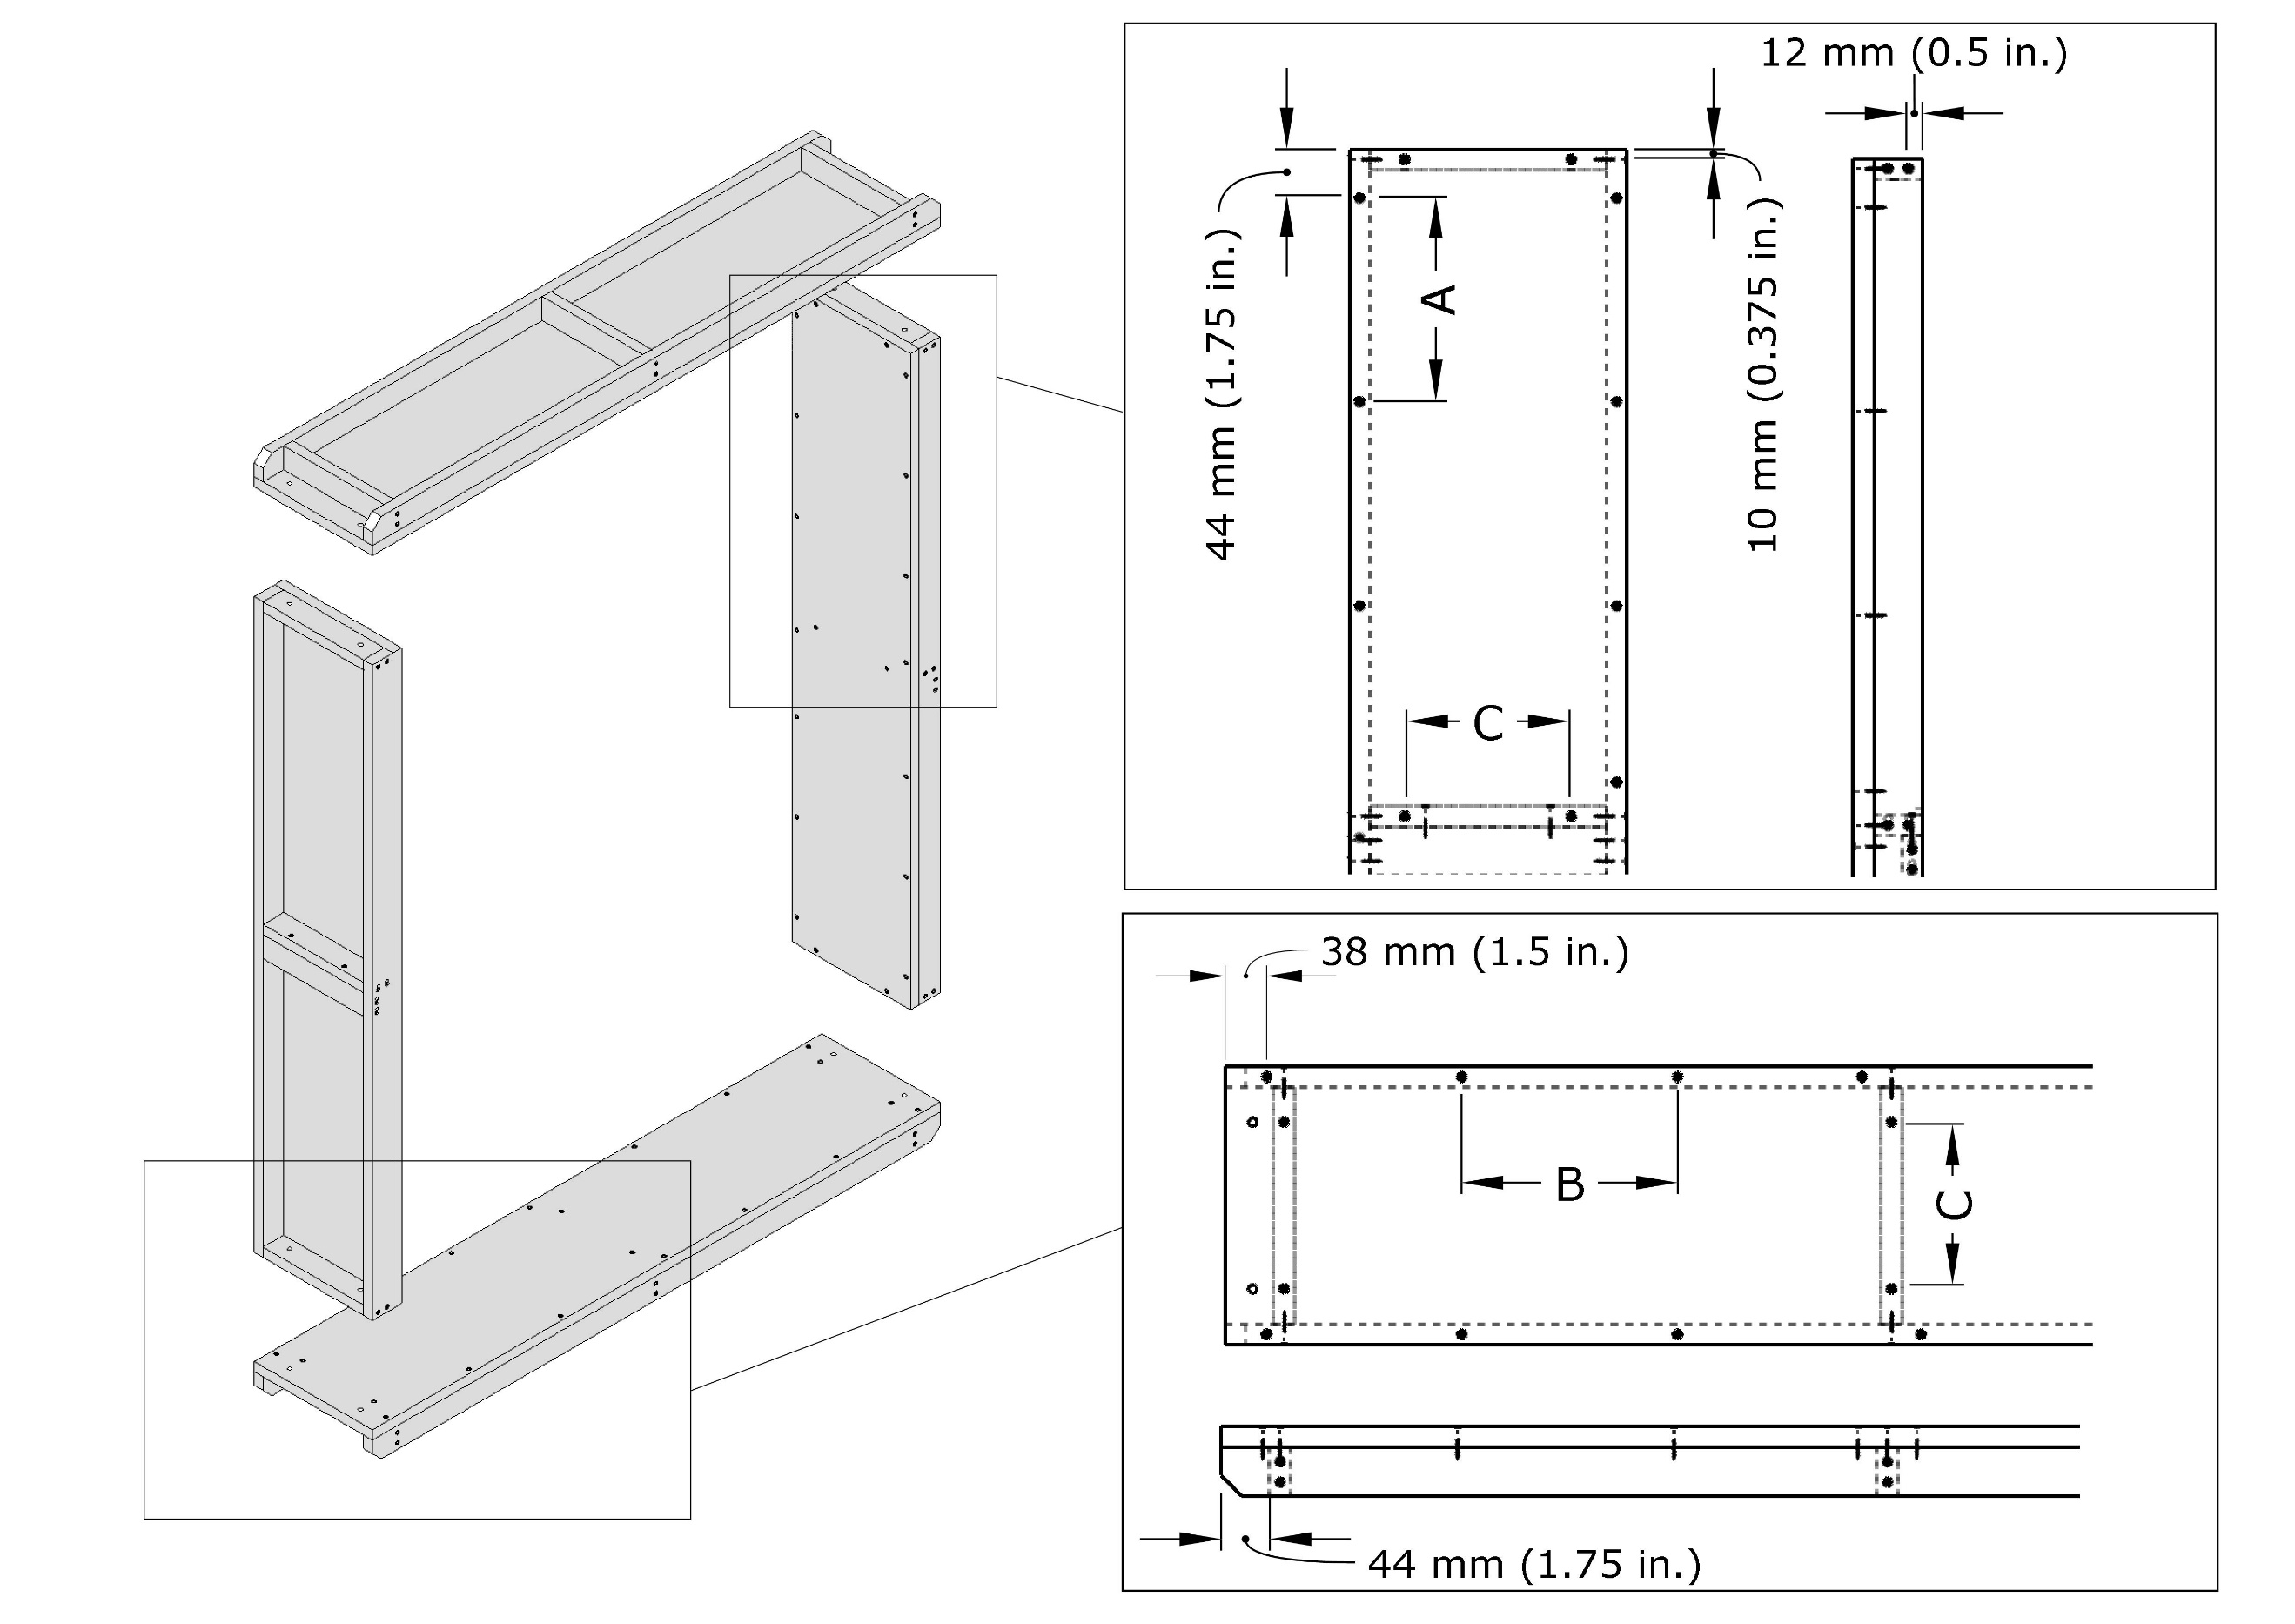 12 mm (0.5 in.)
44 mm (1.75 in.)
A
10 mm (0.375 in.)
C
38 mm (1.5 in.)
B
C
44 mm (1.75 in.)